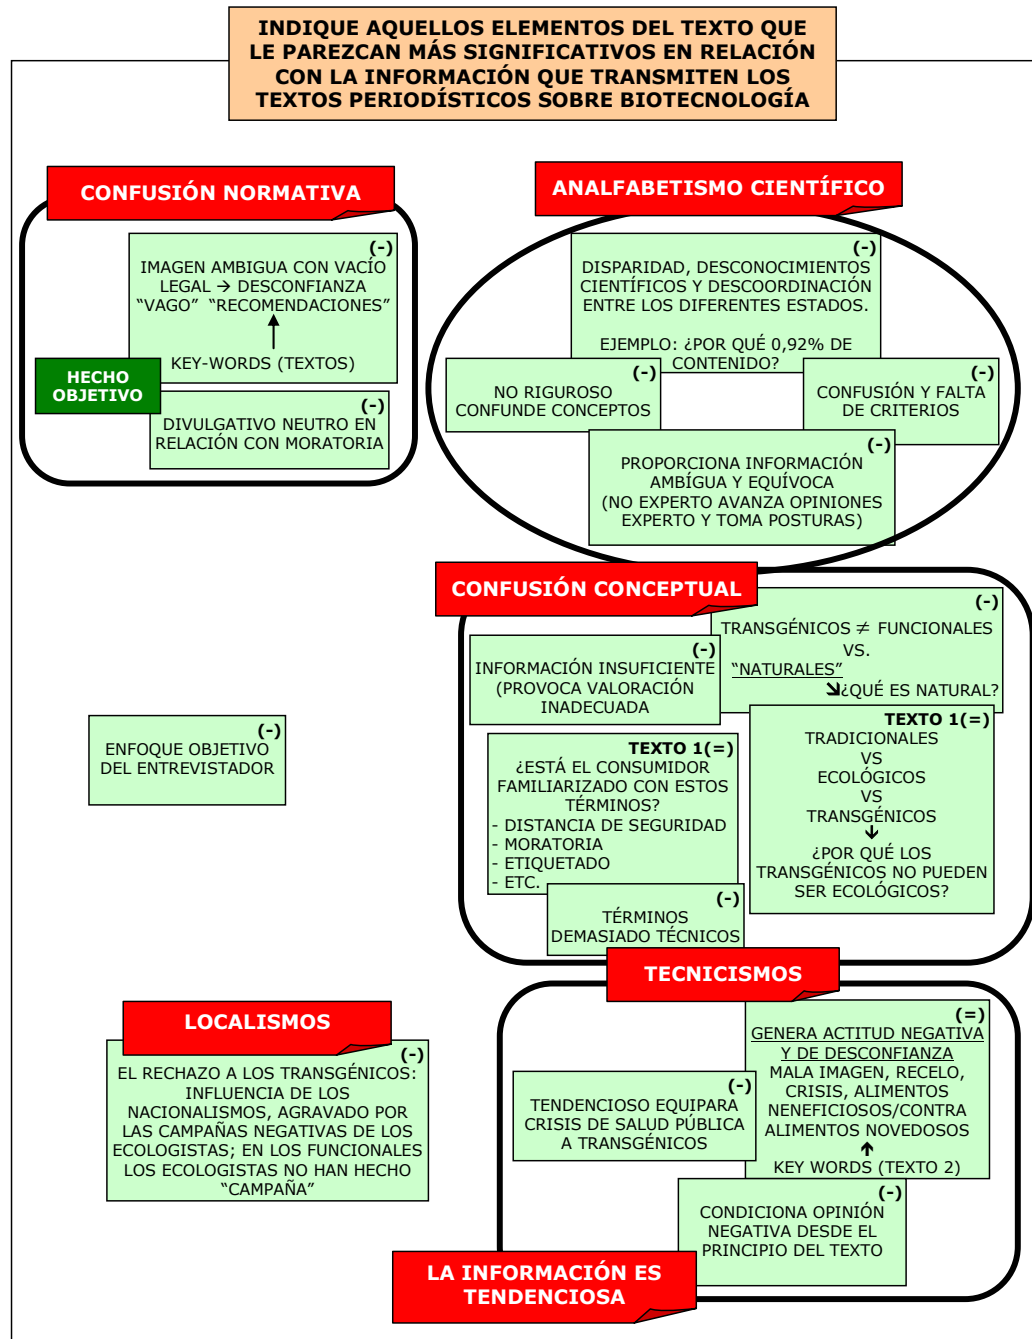 INDIQUE AQUELLOS ELEMENTOS DEL TEXTO QUE
LE PAREZCAN MÁS SIGNIFICATIVOS EN RELACIÓN
CON LA INFORMACIÓN QUE TRANSMITEN LOS
TEXTOS PERIODÍSTICOS SOBRE BIOTECNOLOGÍA
CONFUSIÓN NORMATIVA
(-)
IMAGEN AMBIGUA CON VACÍO
LEGAL → DESCONFIANZA
“VAGO” “RECOMENDACIONES”
KEY-WORDS (TEXTOS)
HECHO
OBJETIVO
(-)
DIVULGATIVO NEUTRO EN
RELACIÓN CON MORATORIA
ANALFABETISMO CIENTÍFICO
(-)
DISPARIDAD, DESCONOCIMIENTOS
CIENTÍFICOS Y DESCOORDINACIÓN
ENTRE LOS DIFERENTES ESTADOS.
EJEMPLO: ¿POR QUÉ 0,92% DE
CONTENIDO?
(-)
NO RIGUROSO
CONFUNDE CONCEPTOS
(-)
CONFUSIÓN Y FALTA
DE CRITERIOS
(-)
PROPORCIONA INFORMACIÓN
AMBÍGUA Y EQUÍVOCA
(NO EXPERTO AVANZA OPINIONES
EXPERTO Y TOMA POSTURAS)
CONFUSIÓN CONCEPTUAL
(-)
TRANSGÉNICOS ≠ FUNCIONALES
VS.
“NATURALES”
¿QUÉ ES NATURAL?
(-)
INFORMACIÓN INSUFICIENTE
(PROVOCA VALORACIÓN
INADECUADA
TEXTO 1(=)
¿ESTÁ EL CONSUMIDOR
FAMILIARIZADO CON ESTOS
TÉRMINOS?
- DISTANCIA DE SEGURIDAD
- MORATORIA
- ETIQUETADO
- ETC.
TEXTO 1(=)
TRADICIONALES
VS
ECOLÓGICOS
VS
TRANSGÉNICOS
¿POR QUÉ LOS
TRANSGÉNICOS NO PUEDEN
SER ECOLÓGICOS?
(-)
TÉRMINOS
DEMASIADO TÉCNICOS
(-)
ENFOQUE OBJETIVO
DEL ENTREVISTADOR
TECNICISMOS
LOCALISMOS
(-)
EL RECHAZO A LOS TRANSGÉNICOS:
INFLUENCIA DE LOS
NACIONALISMOS, AGRAVADO POR
LAS CAMPAÑAS NEGATIVAS DE LOS
ECOLOGISTAS; EN LOS FUNCIONALES
LOS ECOLOGISTAS NO HAN HECHO
“CAMPAÑA”
(=)
GENERA ACTITUD NEGATIVA
Y DE DESCONFIANZA
MALA IMAGEN, RECELO,
CRISIS, ALIMENTOS
NENEFICIOSOS/CONTRA
ALIMENTOS NOVEDOSOS
KEY WORDS (TEXTO 2)
(-)
TENDENCIOSO EQUIPARA
CRISIS DE SALUD PÚBLICA
A TRANSGÉNICOS
(-)
CONDICIONA OPINIÓN
NEGATIVA DESDE EL
PRINCIPIO DEL TEXTO
LA INFORMACIÓN ES
TENDENCIOSA